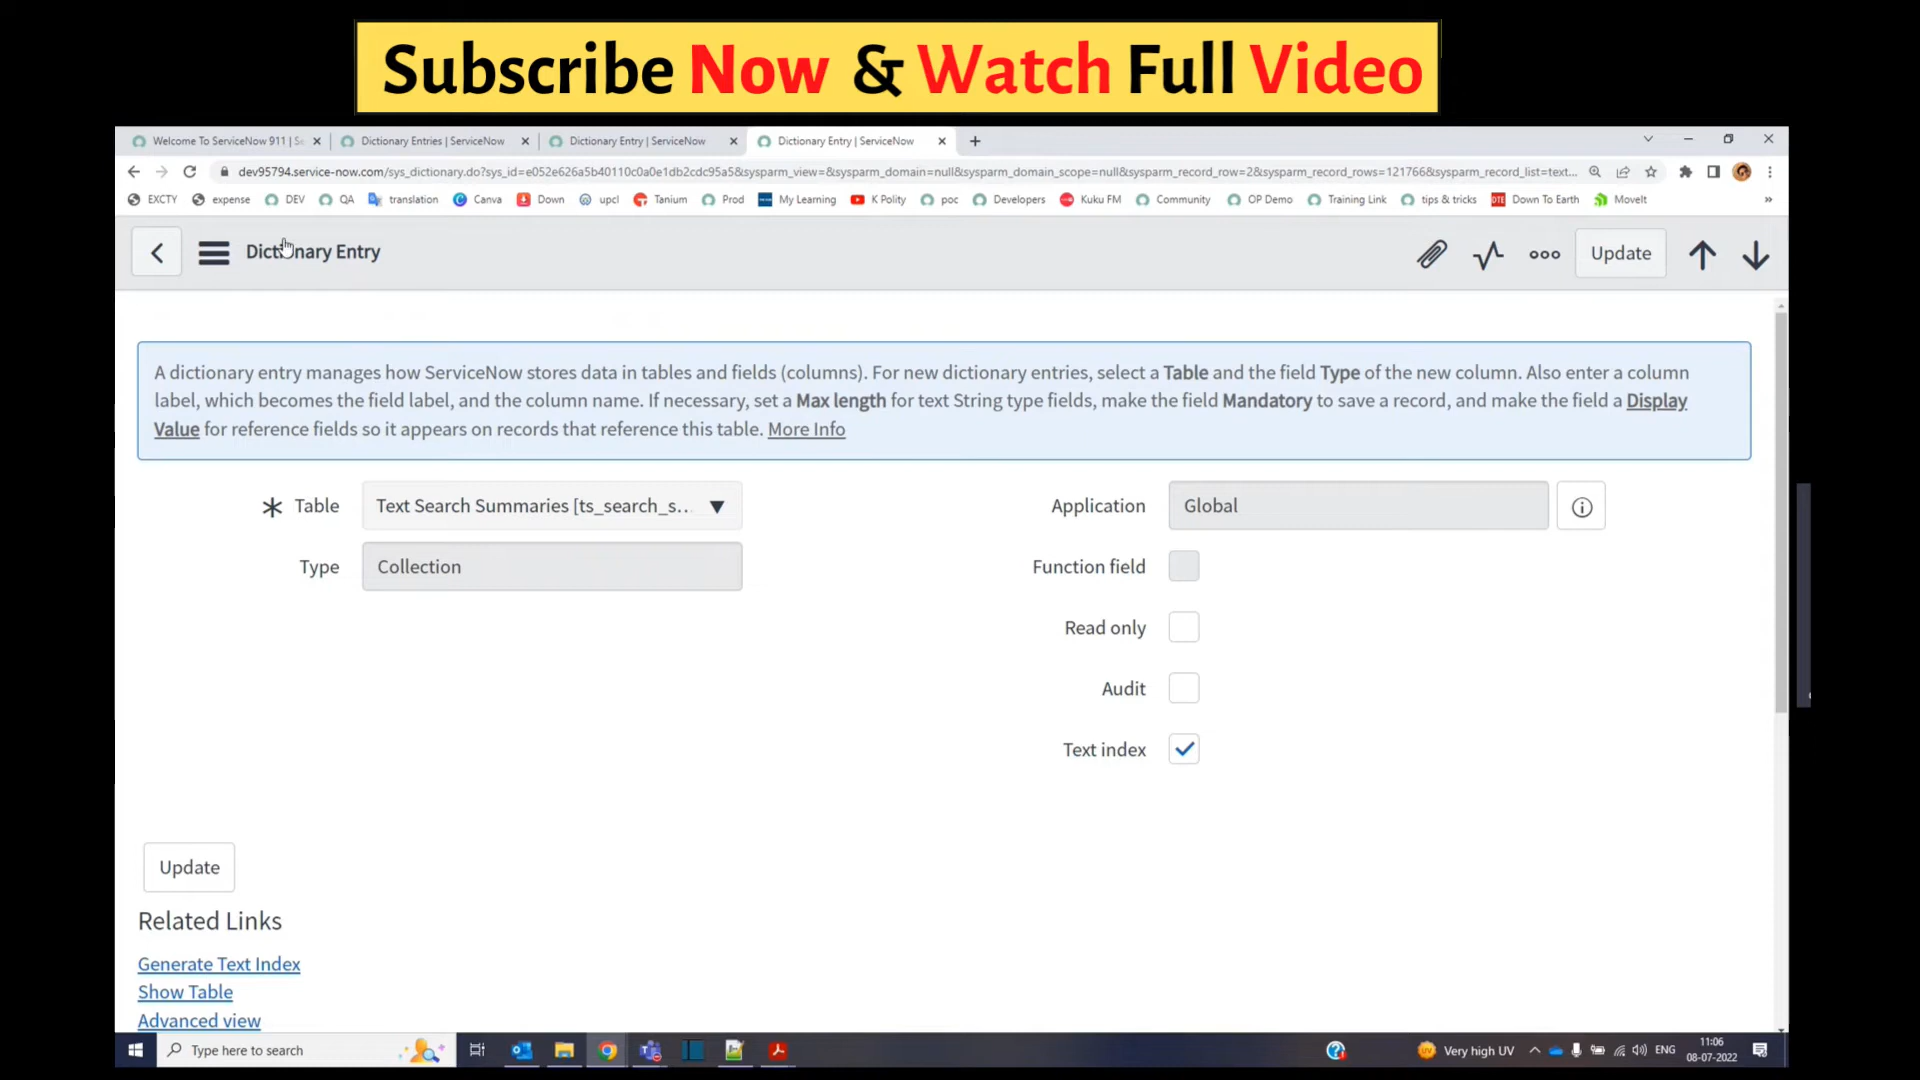 Subscribe Now & Watch Full Video
Welcome To ServiceNow 911 | Se
Dictionary Entries | ServiceNow
Dictionary Entry | ServiceNow
Dictionary Entry | ServiceNow
dev95794.service-now.com/sys_dictionary.do?sys_id=e052e626a5b40110c0a0e1db2cdc95a5&sysparm_view=&sysparm_domain=null&sysparm_domain_scope=null&sysparm_record_row=2&sysparm_record_rows=121766&sysparm_record_list=text...
EXCTY expense DEV QA translation Canva Down upcl Tanium Prod My Learning K Polity poc Developers Kuku FM Community OP Demo Training Link tips & tricks DTE Down To Earth MoveIt »
Dictionary Entry
Update
A dictionary entry manages how ServiceNow stores data in tables and fields (columns). For new dictionary entries, select a Table and the field Type of the new column. Also enter a column
label, which becomes the field label, and the column name. If necessary, set a Max length for text String type fields, make the field Mandatory to save a record, and make the field a Display
Value for reference fields so it appears on records that reference this table. More Info
Table
Text Search Summaries [ts_search_s...
Application
Global
Type
Collection
Function field
Read only
Audit
Text index
Update
Related Links
Generate Text Index
Show Table
Advanced view
Type here to search
Very high UV
ENG
11:06
08-07-2022